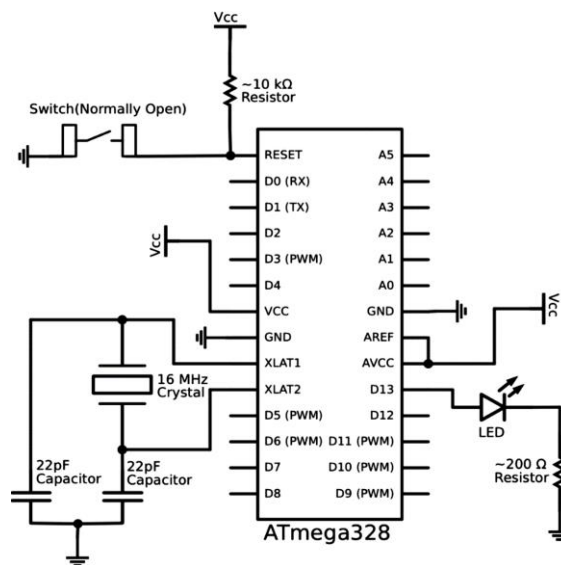 Vcc
~10 kΩ
Resistor
Switch(Normally Open)
RESET
A5
D0 (RX)
A4
D1 (TX)
A3
D2
A2
Vcc
D3 (PWM)
A1
D4
A0
VCC
GND
Vcc
GND
AREF
XLAT1
AVCC
16 MHz
Crystal
XLAT2
D13
D5 (PWM)
D12
LED
D6 (PWM)
D11 (PWM)
22pF
Capacitor
22pF
Capacitor
D7
D10 (PWM)
~200 Ω
Resistor
D8
D9 (PWM)
ATmega328